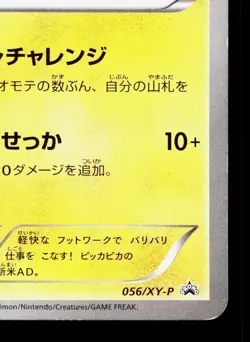 チャレンジ
オモテの数ぶん、自分の山札を
せっか 10+
0ダメージを追加。
軽快な フットワークで バリバリ
仕事を こなす! ピッカピカの
新米AD。
056/XY-P
émon/Nintendo/Creatures/GAME FREAK.